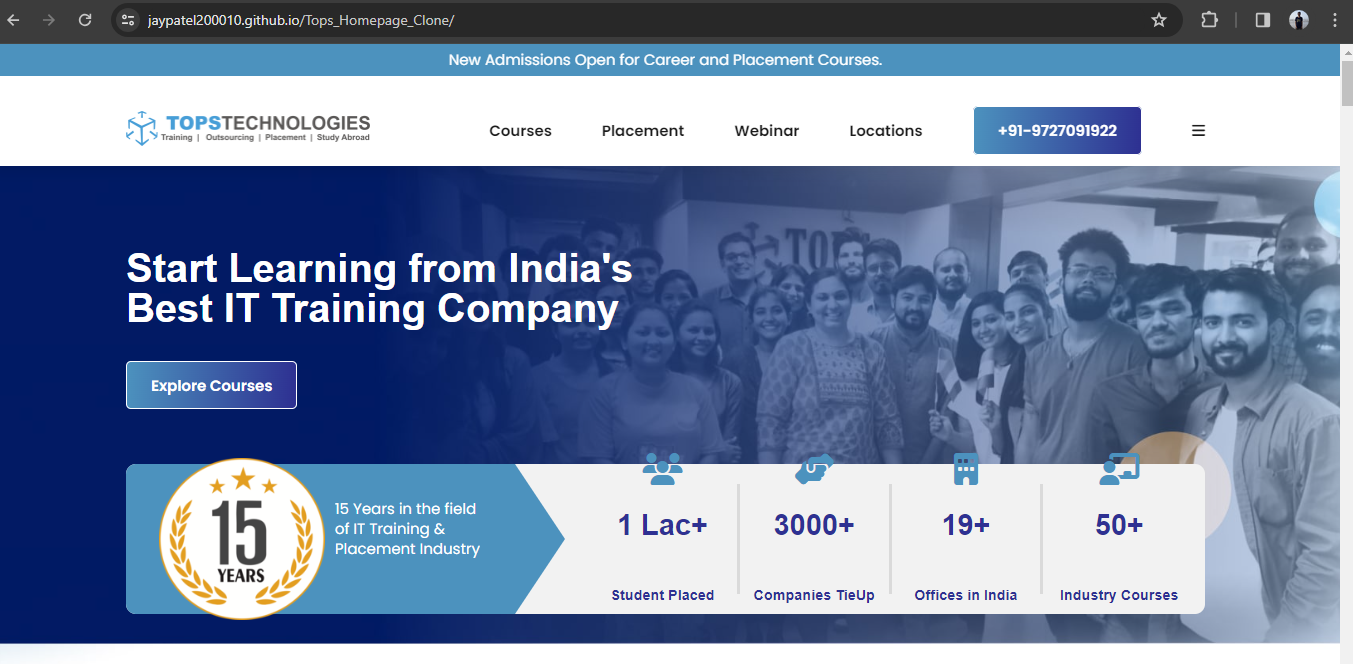 jaypatel200010.github.io/Tops_Homepage_Clone/
New Admissions Open for Career and Placement Courses.
TOPSTECHNOLOGIES
Training | Outsourcing | Placement | Study Abroad
Courses
Placement
Webinar
Locations
+91-9727091922
Start Learning from India's
Best IT Training Company
Explore Courses
15
YEARS
15 Years in the field
of IT Training &
Placement Industry
1 Lac+
Student Placed
3000+
Companies TieUp
19+
Offices in India
50+
Industry Courses